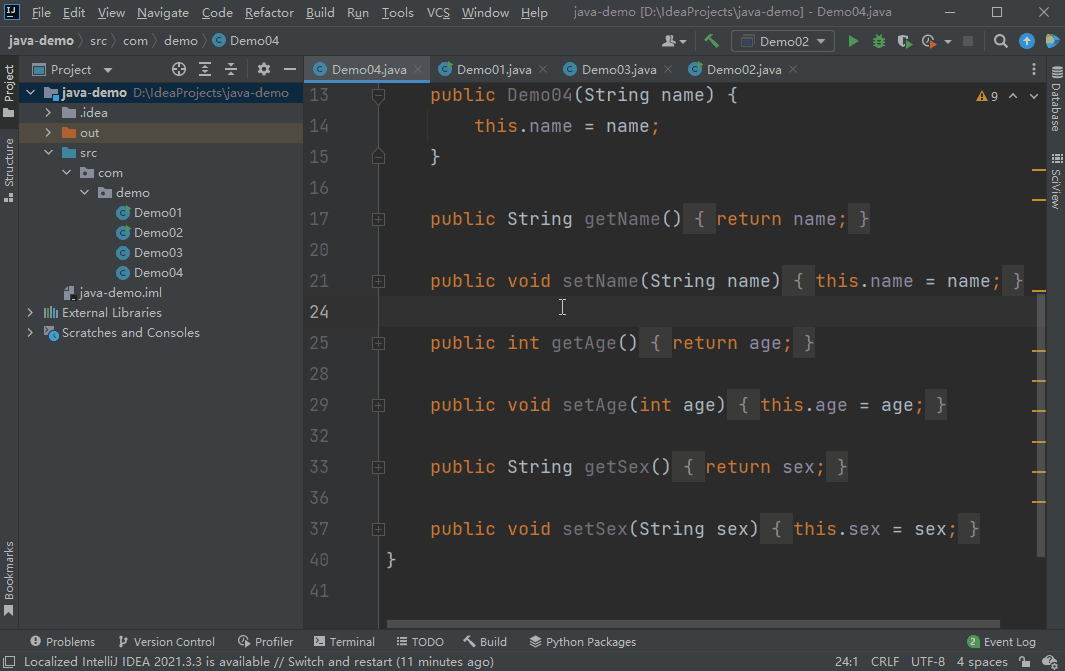 File Edit View Navigate Code Refactor Build Run Tools VCS Window Help java-demo [D:\IdeaProjects\java-demo] - Demo04.java
java-demo src com demo Demo04 Demo02
Project
Demo04.java Demo01.java Demo03.java Demo02.java
Project
Structure
Bookmarks
java-demo D:\IdeaProjects\java-demo
.idea
out
src
com
demo
Demo01
Demo02
Demo03
Demo04
java-demo.iml
External Libraries
Scratches and Consoles
9
13 public Demo04(String name) {
14 this.name = name;
15 }
16
17 public String getName() { return name; }
20
21 public void setName(String name) { this.name = name; }
24
25 public int getAge() { return age; }
28
29 public void setAge(int age) { this.age = age; }
32
33 public String getSex() { return sex; }
36
37 public void setSex(String sex) { this.sex = sex; }
40 }
41
Database
SciView
Problems Version Control Profiler Terminal TODO Build Python Packages 2 Event Log
Localized IntelliJ IDEA 2021.3.3 is available // Switch and restart (11 minutes ago) 24:1 CRLF UTF-8 4 spaces